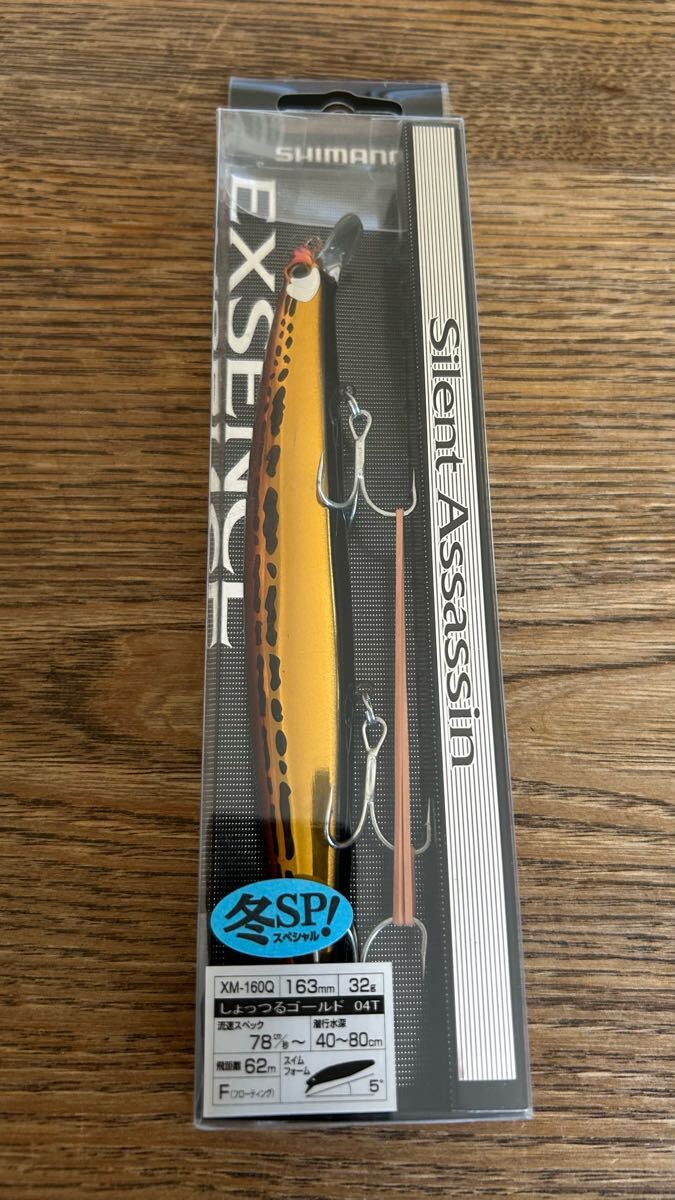 SHIMANO
EXSENCE
Silent Assassin
冬SP!
スペシャル
XM-160Q 163mm 32g
しょっつるゴールド 04T
流速スペック 潜行水深
78cm/秒〜 40〜80cm
飛距離 62m スイムフォーム
F(フローティング) 5°